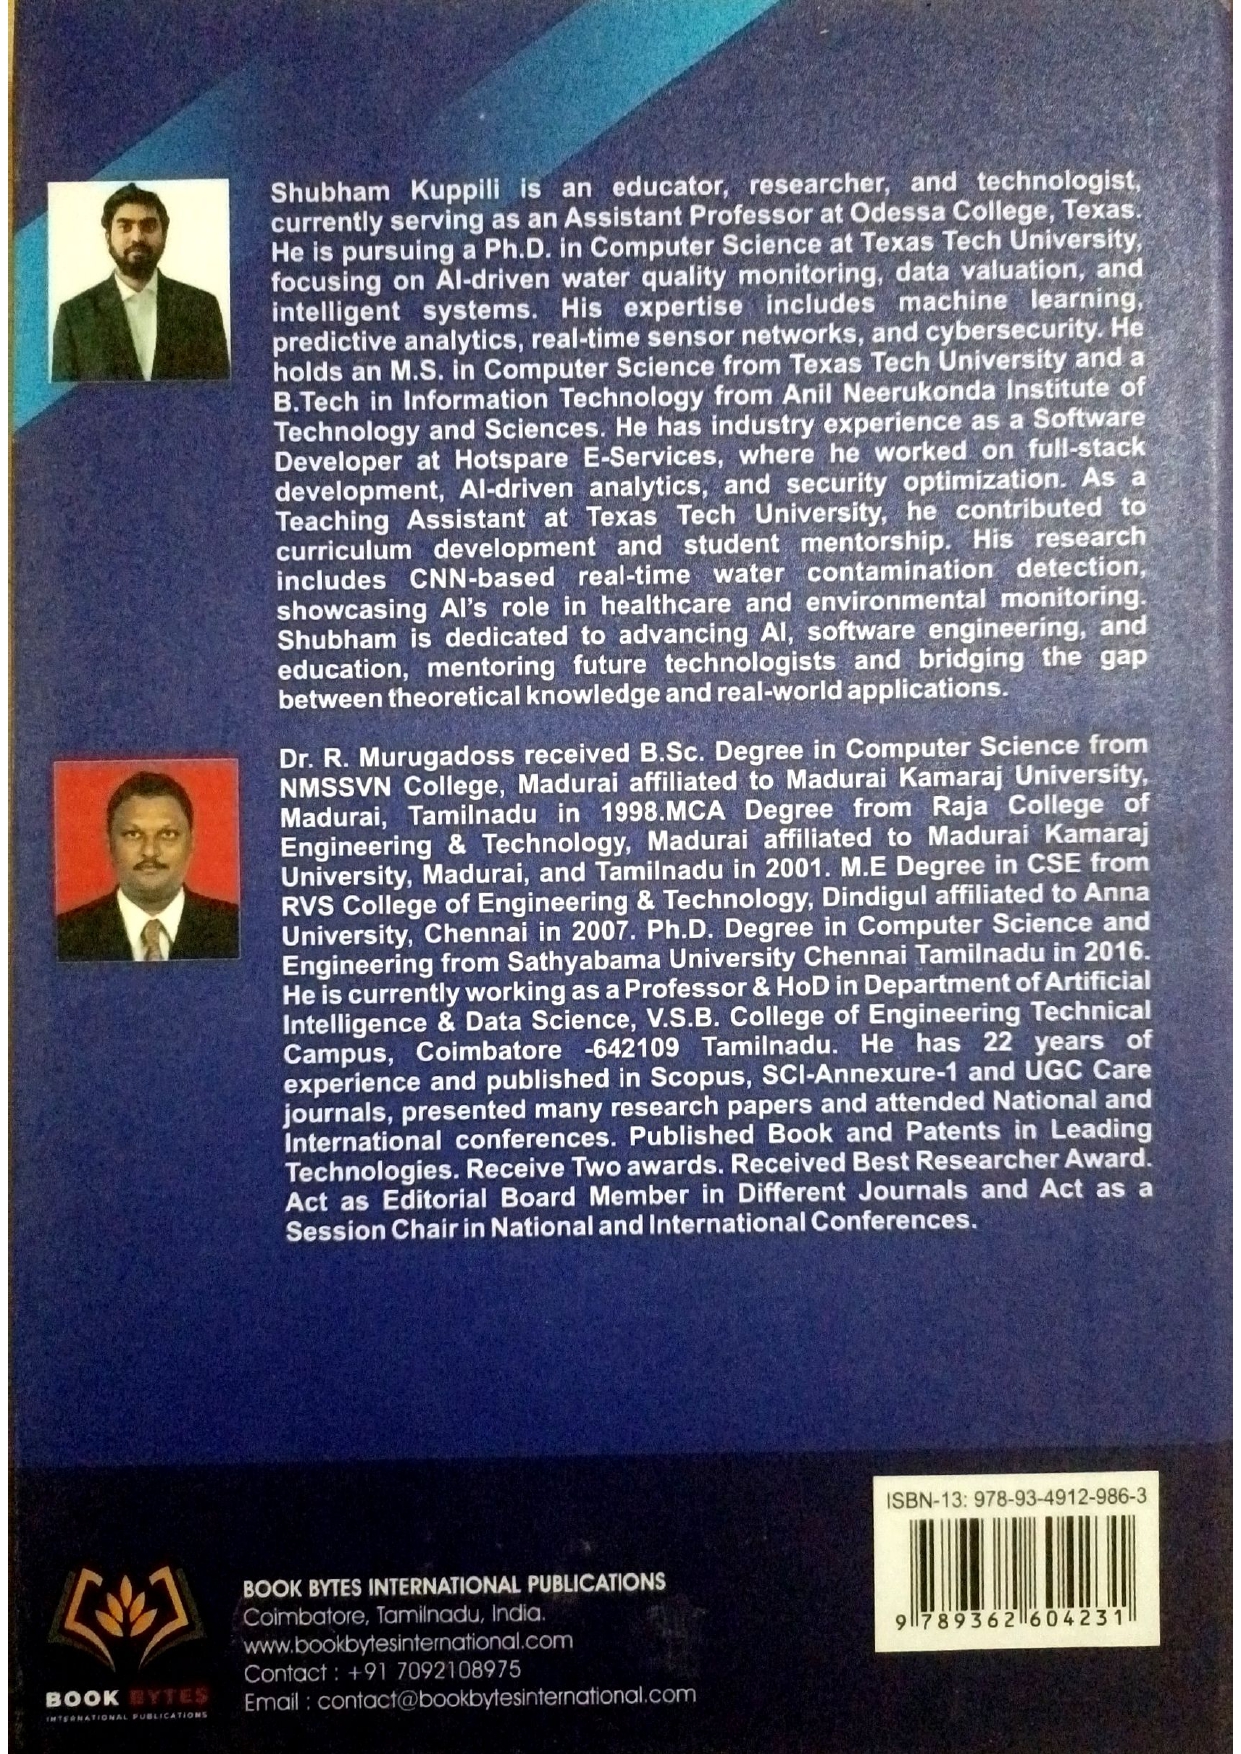 Shubham Kuppili is an educator, researcher, and technologist,
currently serving as an Assistant Professor at Odessa College, Texas.
He is pursuing a Ph.D. in Computer Science at Texas Tech University,
focusing on AI-driven water quality monitoring, data valuation, and
intelligent systems. His expertise includes machine learning,
predictive analytics, real-time sensor networks, and cybersecurity. He
holds an M.S. in Computer Science from Texas Tech University and a
B.Tech in Information Technology from Anil Neerukonda Institute of
Technology and Sciences. He has industry experience as a Software
Developer at Hotspare E-Services, where he worked on full-stack
development, AI-driven analytics, and security optimization. As a
Teaching Assistant at Texas Tech University, he contributed to
curriculum development and student mentorship. His research
includes CNN-based real-time water contamination detection,
showcasing AI's role in healthcare and environmental monitoring.
Shubham is dedicated to advancing AI, software engineering, and
education, mentoring future technologists and bridging the gap
between theoretical knowledge and real-world applications.
Dr. R. Murugadoss received B.Sc. Degree in Computer Science from
NMSSVN College, Madurai affiliated to Madurai Kamaraj University,
Madurai, Tamilnadu in 1998.MCA Degree from Raja College of
Engineering & Technology, Madurai affiliated to Madurai Kamaraj
University, Madurai, and Tamilnadu in 2001. M.E Degree in CSE from
RVS College of Engineering & Technology, Dindigul affiliated to Anna
University, Chennai in 2007. Ph.D. Degree in Computer Science and
Engineering from Sathyabama University Chennai Tamilnadu in 2016.
He is currently working as a Professor & HoD in Department of Artificial
Intelligence & Data Science, V.S.B. College of Engineering Technical
Campus, Coimbatore -642109 Tamilnadu. He has 22 years of
experience and published in Scopus, SCI-Annexure-1 and UGC Care
journals, presented many research papers and attended National and
International conferences. Published Book and Patents in Leading
Technologies. Receive Two awards. Received Best Researcher Award.
Act as Editorial Board Member in Different Journals and Act as a
Session Chair in National and International Conferences.
ISBN-13: 978-93-4912-986-3
9 789362 604231
BOOK BYTES INTERNATIONAL PUBLICATIONS
Coimbatore, Tamilnadu, India.
www.bookbytesinternational.com
Contact : +91 7092108975
Email : contact@bookbytesinternational.com
BOOK BYTES
INTERNATIONAL PUBLICATIONS